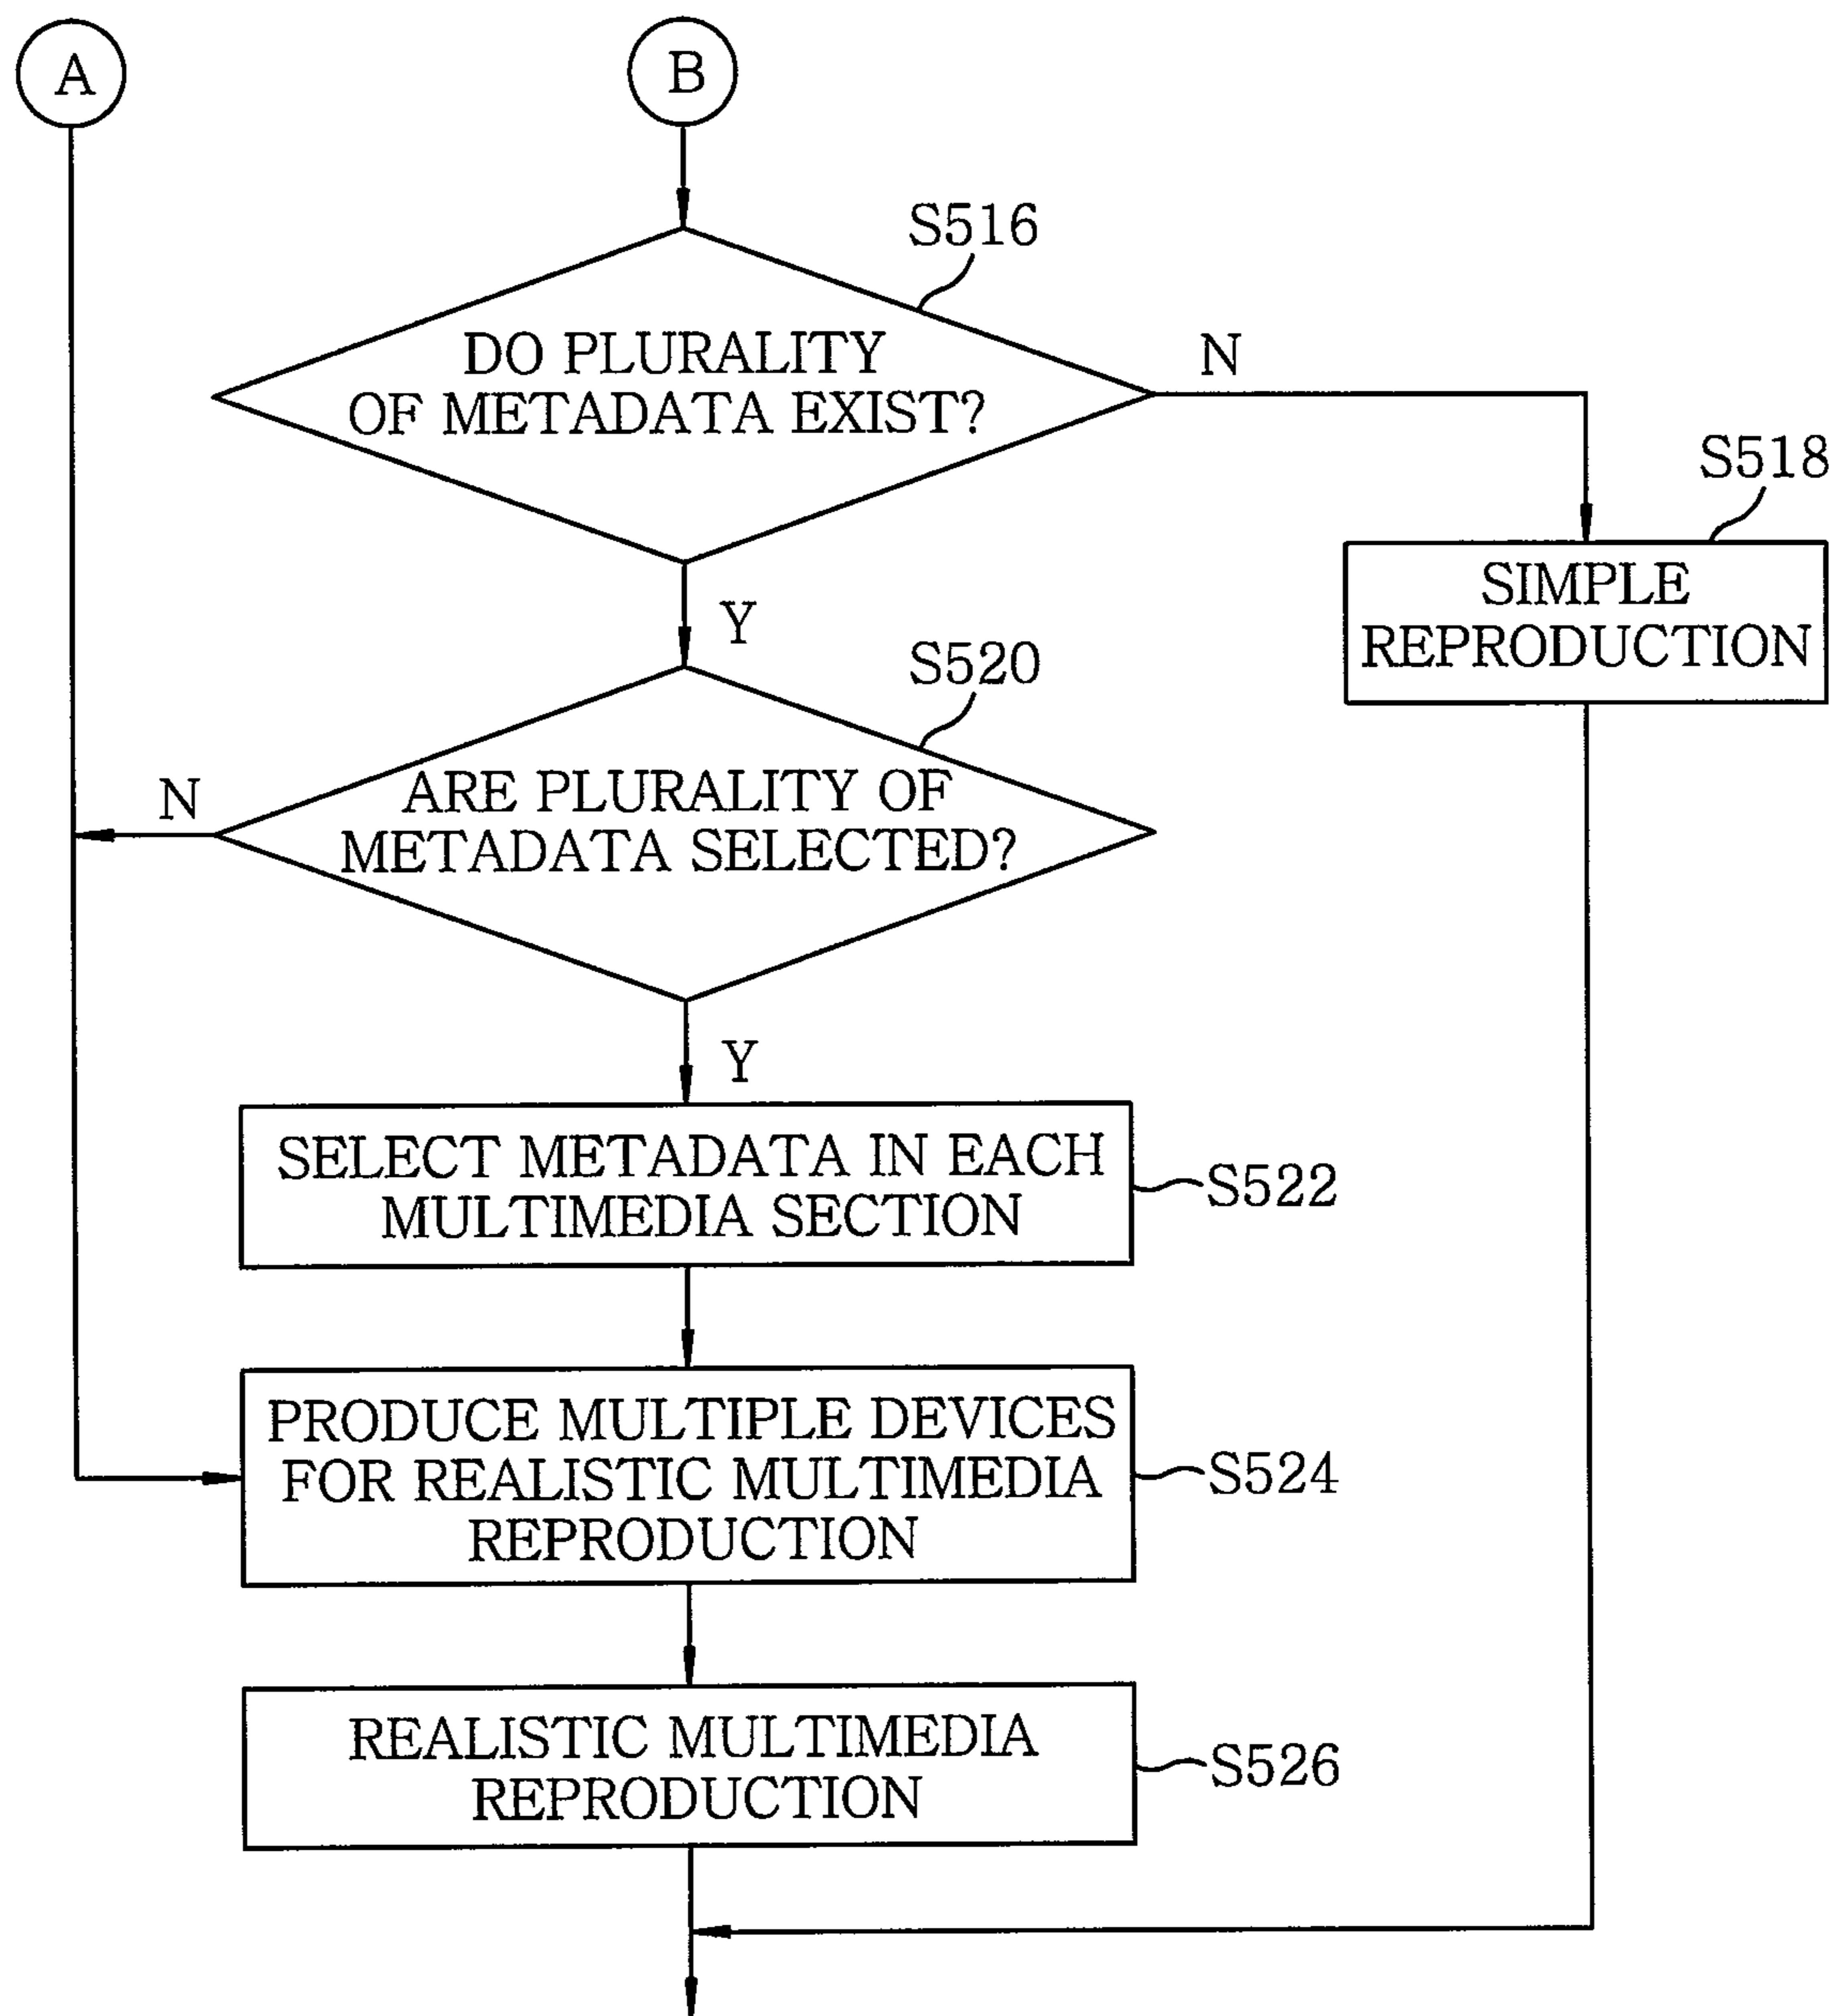 A
B
S516
DO PLURALITY
OF METADATA EXIST?
N
S518
SIMPLE
REPRODUCTION
Y
S520
ARE PLURALITY OF
METADATA SELECTED?
N
Y
SELECT METADATA IN EACH
MULTIMEDIA SECTION
S522
PRODUCE MULTIPLE DEVICES
FOR REALISTIC MULTIMEDIA
REPRODUCTION
S524
REALISTIC MULTIMEDIA
REPRODUCTION
S526